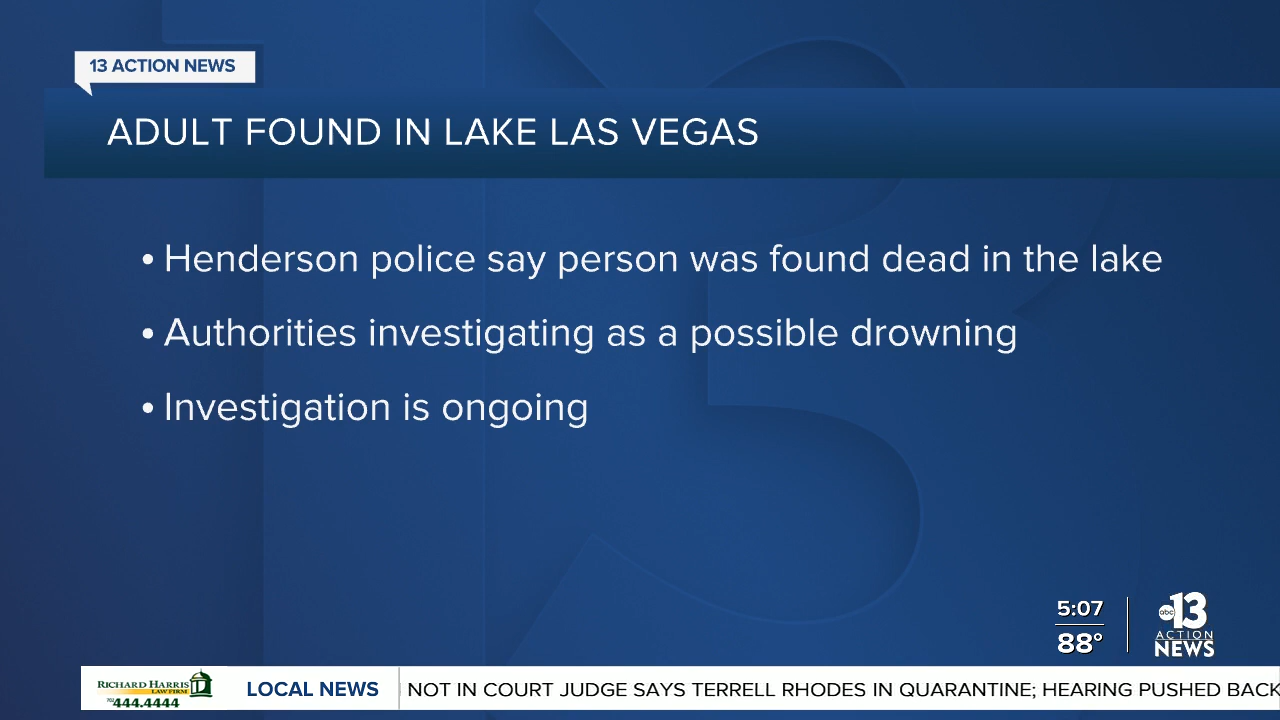 13 ACTION NEWS
ADULT FOUND IN LAKE LAS VEGAS
• Henderson police say person was found dead in the lake
• Authorities investigating as a possible drowning
• Investigation is ongoing
5:07
88°
abc 13
ACTION
NEWS
RICHARD HARRIS
LAW FIRM
702 444.4444
LOCAL NEWS
NOT IN COURT JUDGE SAYS TERRELL RHODES IN QUARANTINE; HEARING PUSHED BACK